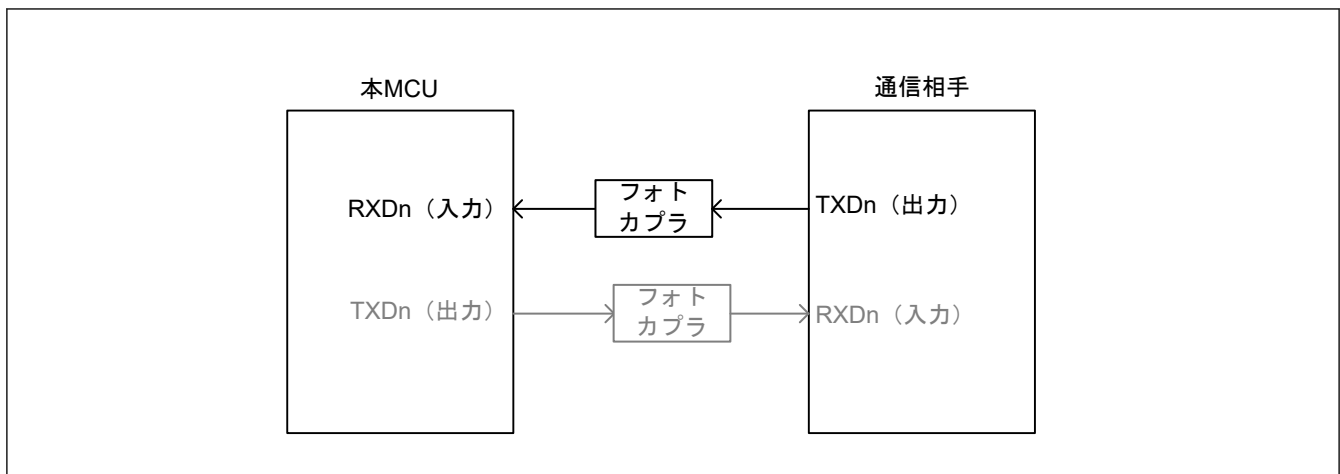 本MCU
通信相手
RXDn（入力）
フォト
カプラ
TXDn（出力）
TXDn（出力）
フォト
カプラ
RXDn（入力）